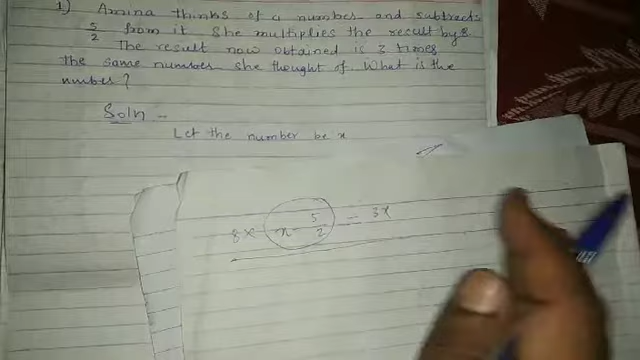 1) Amina thinks of a number and subtracts
5/2 from it she multiplies the result by 8.
The result now obtained is 3 times
the same number she thought of. What is the
number?
Soln -
Let the number be x
8 × x - 5/2 = 3x